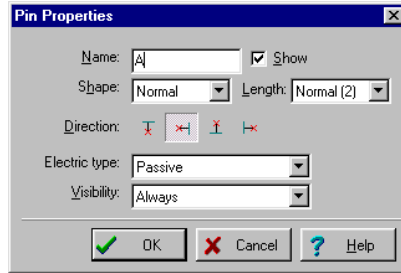 Pin Properties
Name: A Show
Shape: Normal Length: Normal (2)
Direction:
Electric type: Passive
Visibility: Always
OK Cancel Help